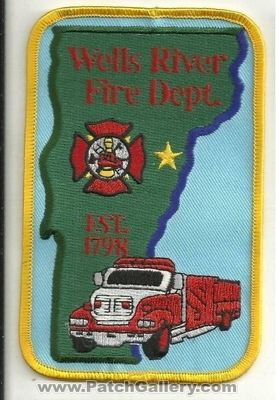 Wells River
Fire Dept.
EST.
1798
© www.PatchGallery.com